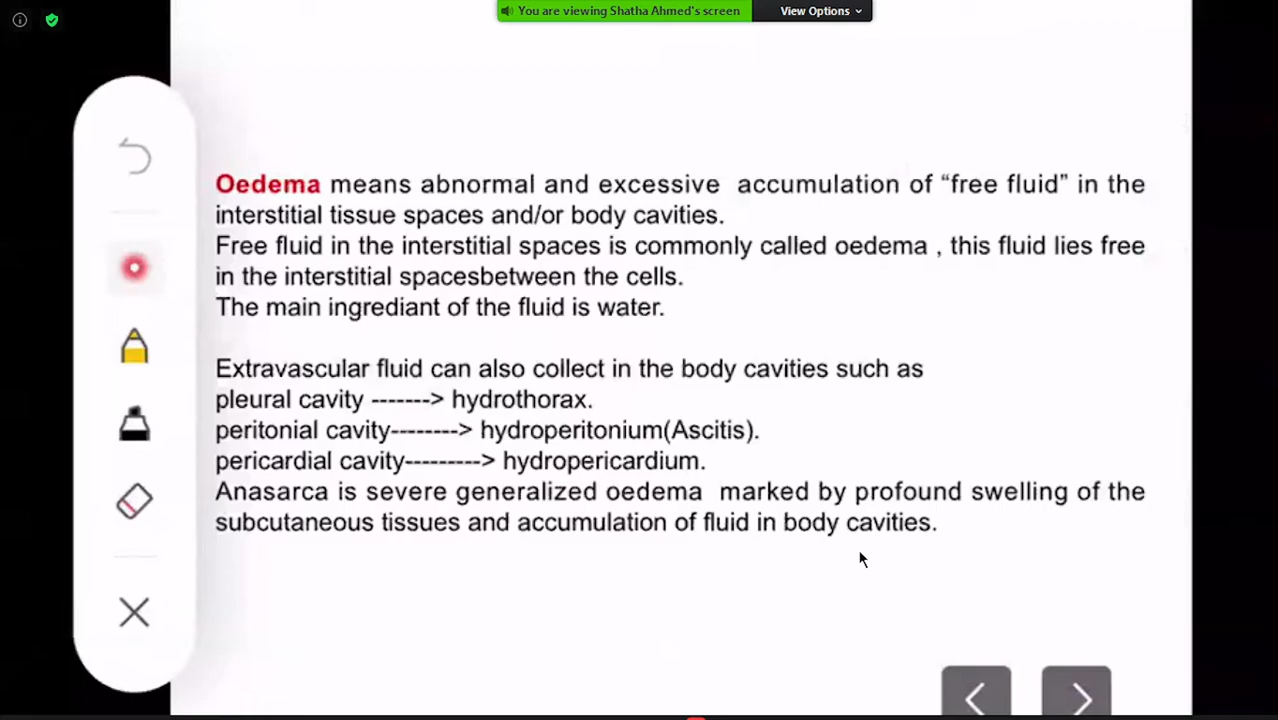 You are viewing Shatha Ahmed's screen
View Options
Oedema means abnormal and excessive accumulation of “free fluid” in the
interstitial tissue spaces and/or body cavities.
Free fluid in the interstitial spaces is commonly called oedema , this fluid lies free
in the interstitial spacesbetween the cells.
The main ingrediant of the fluid is water.
Extravascular fluid can also collect in the body cavities such as
pleural cavity -------> hydrothorax.
peritonial cavity--------> hydroperitonium(Ascitis).
pericardial cavity---------> hydropericardium.
Anasarca is severe generalized oedema marked by profound swelling of the
subcutaneous tissues and accumulation of fluid in body cavities.